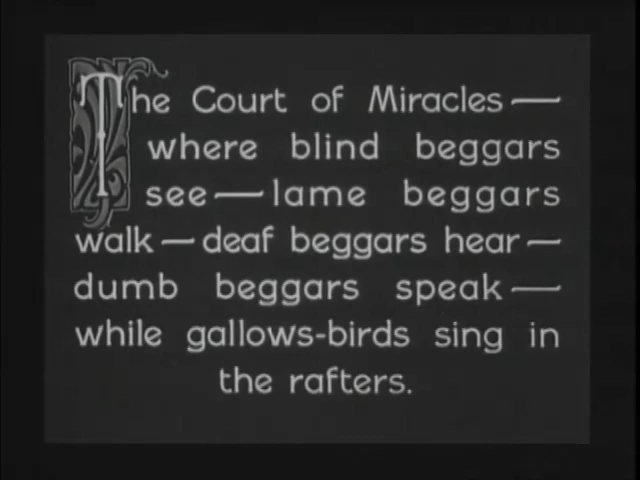 The Court of Miracles —
where blind beggars
see — lame beggars
walk — deaf beggars hear —
dumb beggars speak —
while gallows-birds sing in
the rafters.